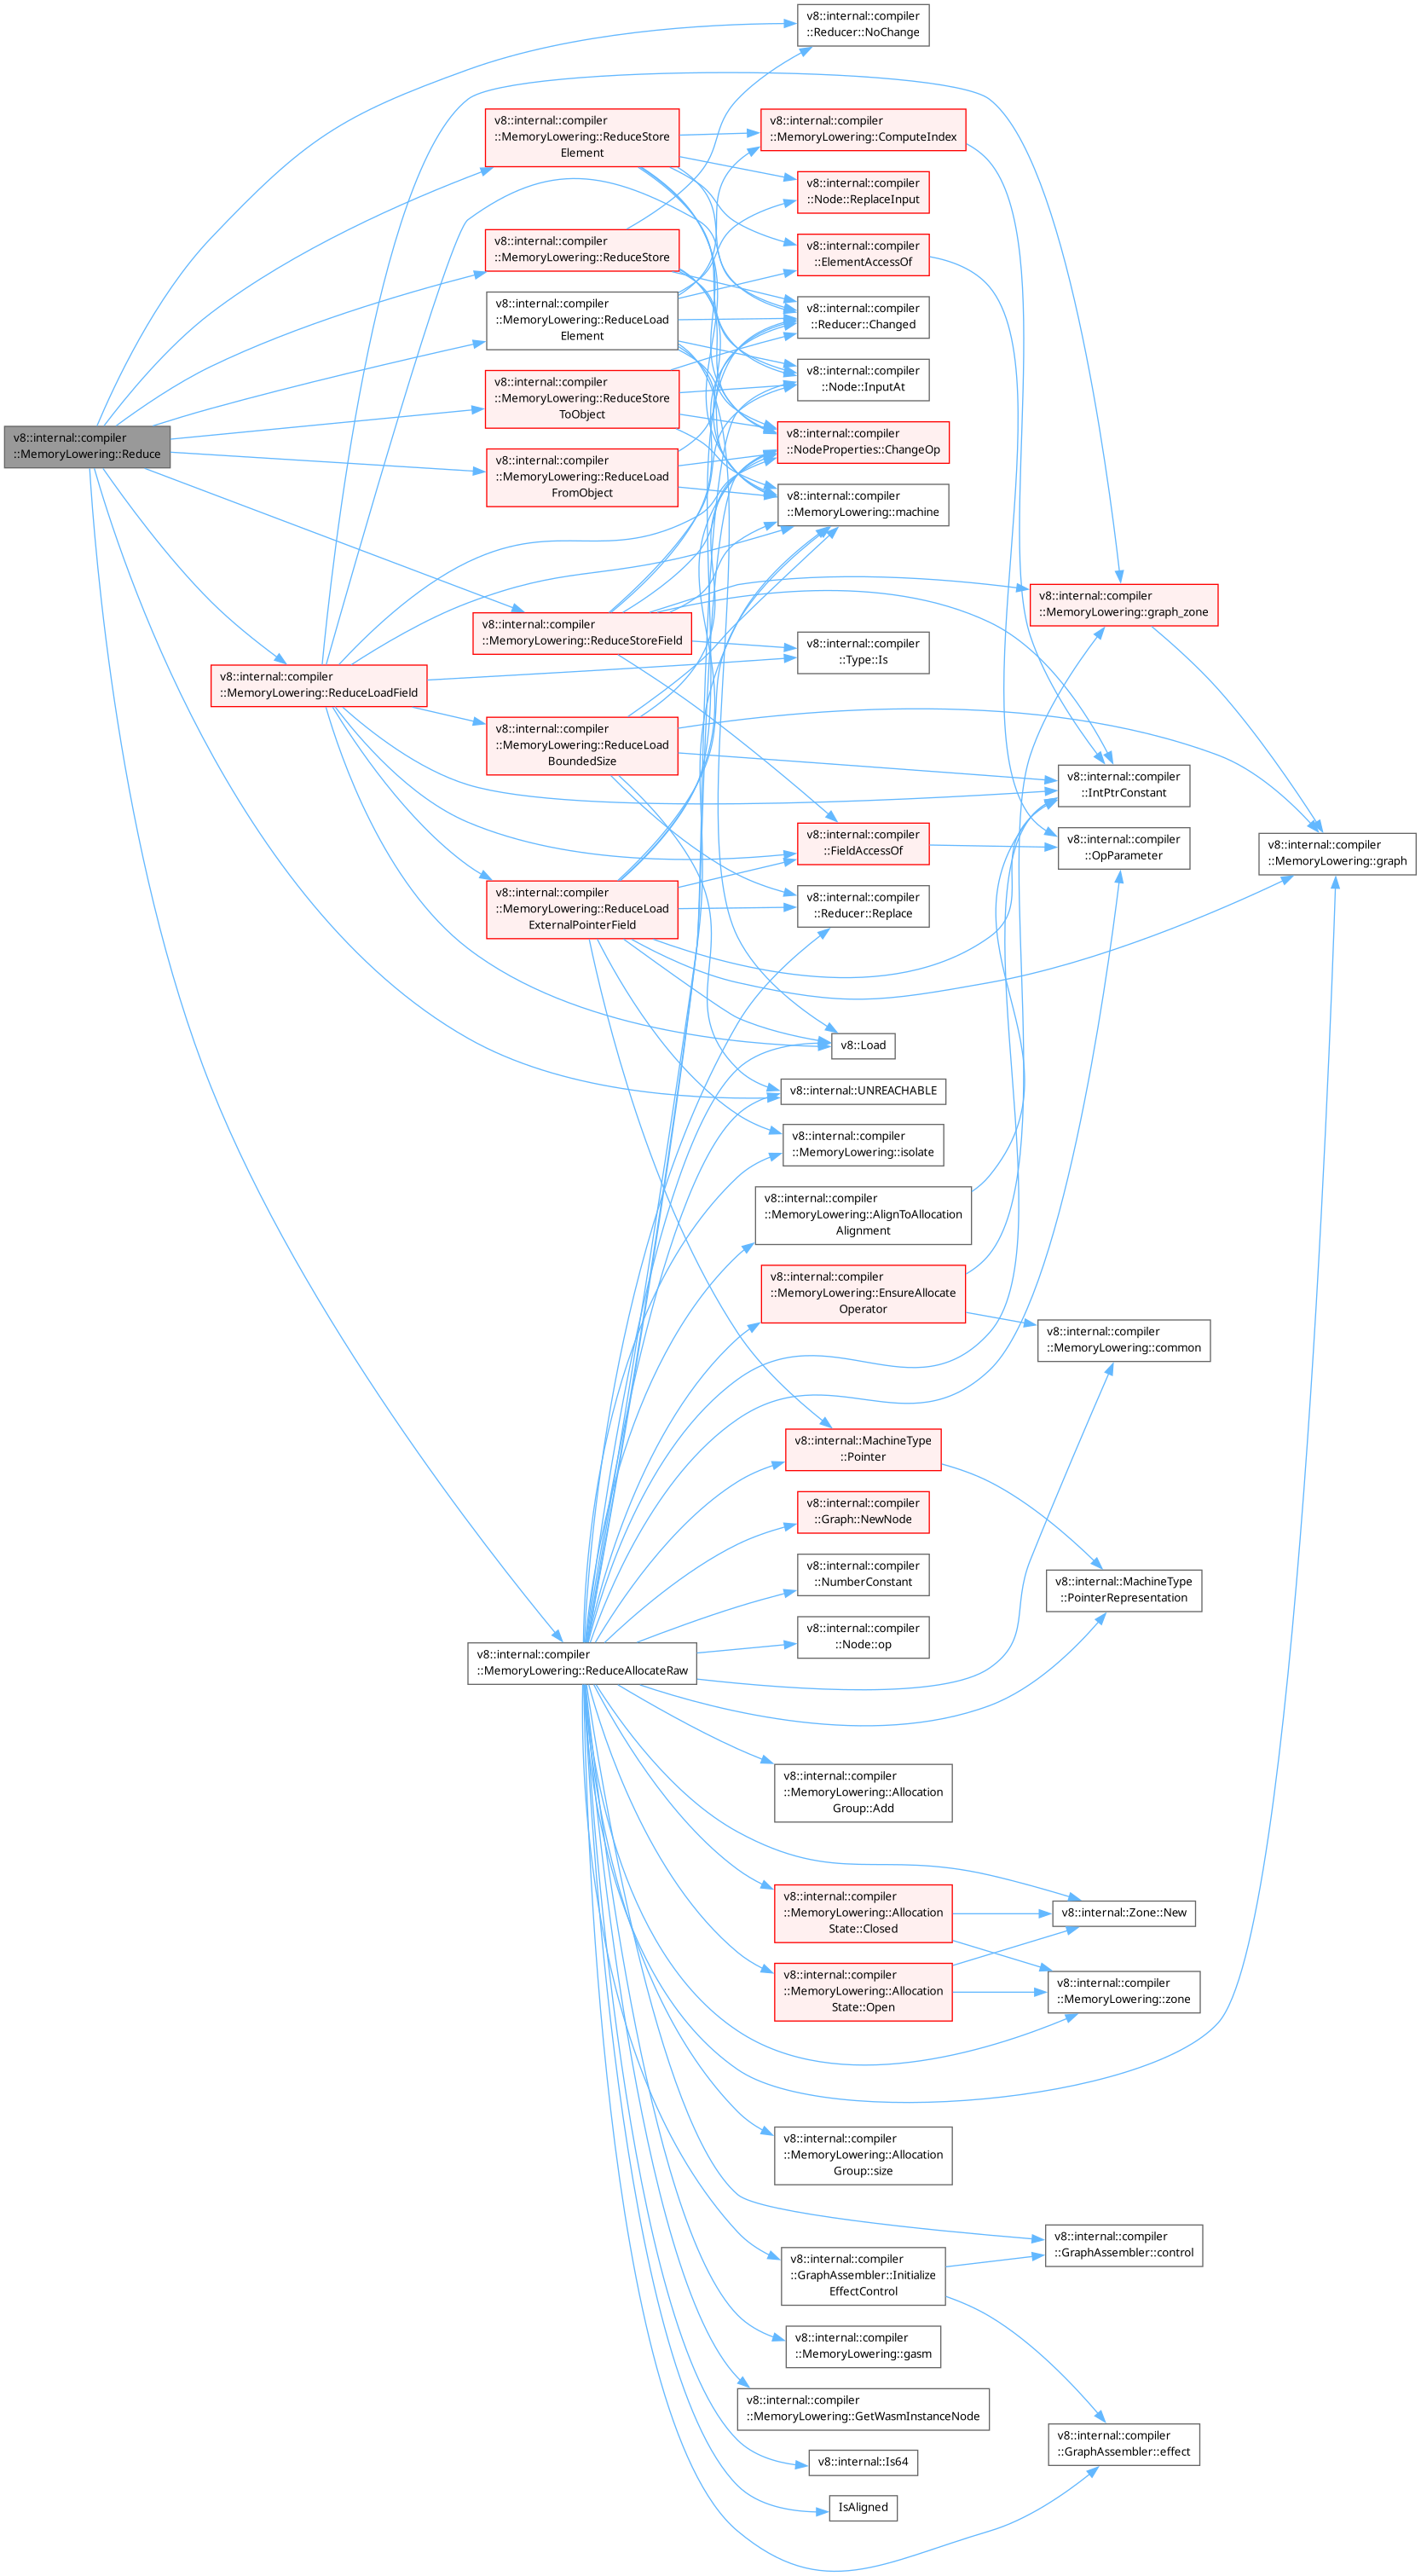 v8::internal::compiler
::Reducer::NoChange
v8::internal::compiler
::MemoryLowering::ReduceStore
Element
v8::internal::compiler
::MemoryLowering::ComputeIndex
v8::internal::compiler
::Node::ReplaceInput
v8::internal::compiler
::MemoryLowering::ReduceStore
v8::internal::compiler
::ElementAccessOf
v8::internal::compiler
::MemoryLowering::ReduceLoad
Element
v8::internal::compiler
::Reducer::Changed
v8::internal::compiler
::MemoryLowering::ReduceStore
ToObject
v8::internal::compiler
::Node::InputAt
v8::internal::compiler
::MemoryLowering::Reduce
v8::internal::compiler
::MemoryLowering::ReduceLoad
FromObject
v8::internal::compiler
::NodeProperties::ChangeOp
v8::internal::compiler
::MemoryLowering::machine
v8::internal::compiler
::MemoryLowering::graph_zone
v8::internal::compiler
::MemoryLowering::ReduceStoreField
v8::internal::compiler
::Type::Is
v8::internal::compiler
::MemoryLowering::ReduceLoadField
v8::internal::compiler
::MemoryLowering::ReduceLoad
BoundedSize
v8::internal::compiler
::IntPtrConstant
v8::internal::compiler
::FieldAccessOf
v8::internal::compiler
::OpParameter
v8::internal::compiler
::MemoryLowering::graph
v8::internal::compiler
::MemoryLowering::ReduceLoad
ExternalPointerField
v8::internal::compiler
::Reducer::Replace
v8::Load
v8::internal::UNREACHABLE
v8::internal::compiler
::MemoryLowering::isolate
v8::internal::compiler
::MemoryLowering::AlignToAllocation
Alignment
v8::internal::compiler
::MemoryLowering::EnsureAllocate
Operator
v8::internal::compiler
::MemoryLowering::common
v8::internal::MachineType
::Pointer
v8::internal::compiler
::Graph::NewNode
v8::internal::compiler
::NumberConstant
v8::internal::MachineType
::PointerRepresentation
v8::internal::compiler
::Node::op
v8::internal::compiler
::MemoryLowering::ReduceAllocateRaw
v8::internal::compiler
::MemoryLowering::Allocation
Group::Add
v8::internal::compiler
::MemoryLowering::Allocation
State::Closed
v8::internal::Zone::New
v8::internal::compiler
::MemoryLowering::Allocation
State::Open
v8::internal::compiler
::MemoryLowering::zone
v8::internal::compiler
::MemoryLowering::Allocation
Group::size
v8::internal::compiler
::GraphAssembler::control
v8::internal::compiler
::GraphAssembler::Initialize
EffectControl
v8::internal::compiler
::MemoryLowering::gasm
v8::internal::compiler
::MemoryLowering::GetWasmInstanceNode
v8::internal::compiler
::GraphAssembler::effect
v8::internal::Is64
IsAligned